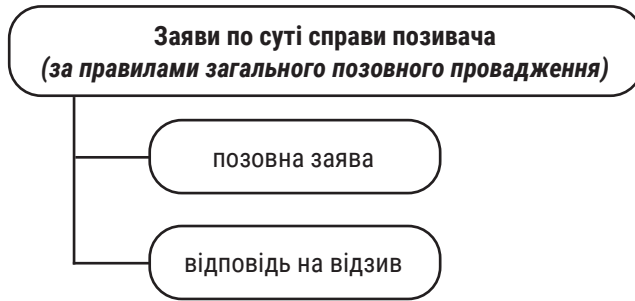 Заяви по суті справи позивача
(за правилами загального позовного провадження)
позовна заява
відповідь на відзив